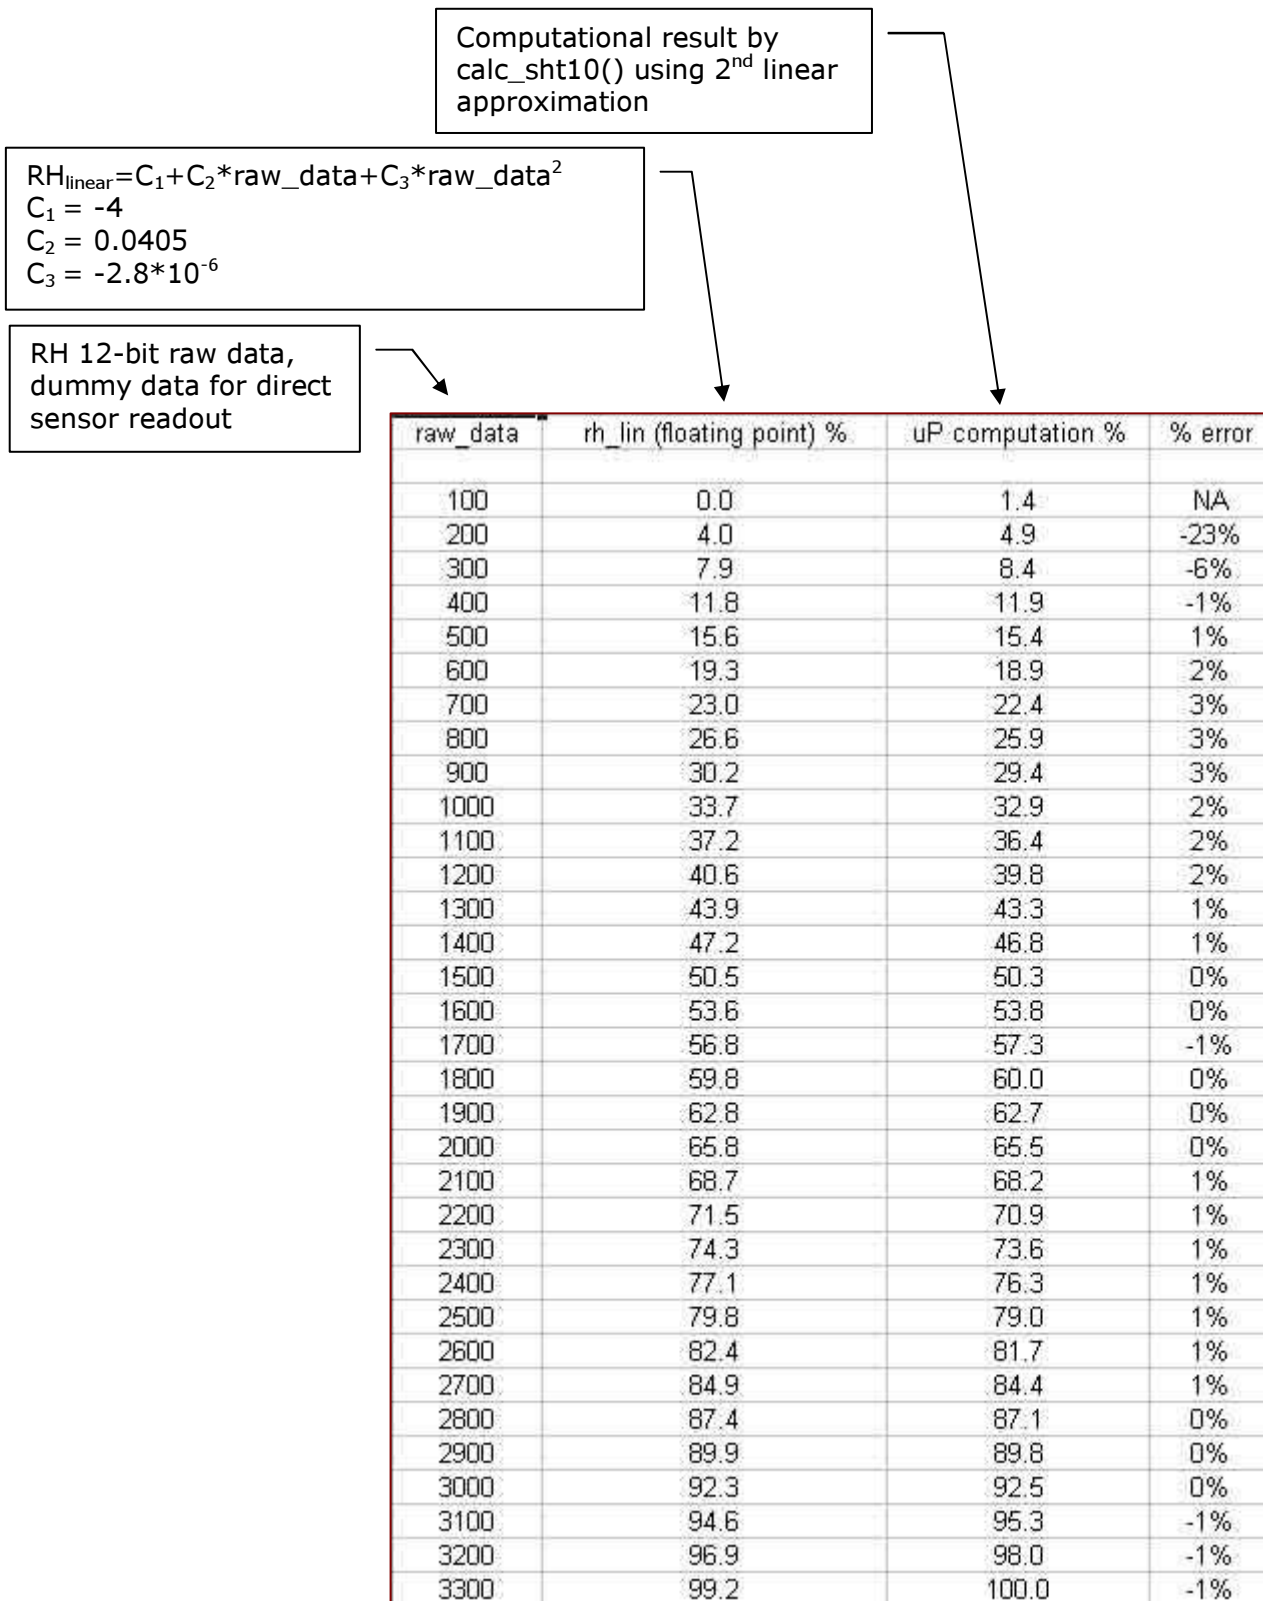 Computational result by
calc_sht10() using 2nd linear
approximation
RHlinear=C1+C2*raw_data+C3*raw_data2
C1 = -4
C2 = 0.0405
C3 = -2.8*10-6
RH 12-bit raw data,
dummy data for direct
sensor readout
raw_data rh_lin (floating point) % uP computation % % error
100 0.0 1.4 NA
200 4.0 4.9 -23%
300 7.9 8.4 -6%
400 11.8 11.9 -1%
500 15.6 15.4 1%
600 19.3 18.9 2%
700 23.0 22.4 3%
800 26.6 25.9 3%
900 30.2 29.4 3%
1000 33.7 32.9 2%
1100 37.2 36.4 2%
1200 40.6 39.8 2%
1300 43.9 43.3 1%
1400 47.2 46.8 1%
1500 50.5 50.3 0%
1600 53.6 53.8 0%
1700 56.8 57.3 -1%
1800 59.8 60.0 0%
1900 62.8 62.7 0%
2000 65.8 65.5 0%
2100 68.7 68.2 1%
2200 71.5 70.9 1%
2300 74.3 73.6 1%
2400 77.1 76.3 1%
2500 79.8 79.0 1%
2600 82.4 81.7 1%
2700 84.9 84.4 1%
2800 87.4 87.1 0%
2900 89.9 89.8 0%
3000 92.3 92.5 0%
3100 94.6 95.3 -1%
3200 96.9 98.0 -1%
3300 99.2 100.0 -1%